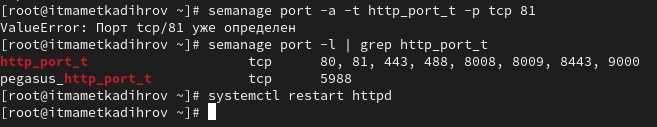 [root@itmametkadihrov ~]# semanage port -a -t http_port_t -p tcp 81
ValueError: Порт tcp/81 уже определен
[root@itmametkadihrov ~]# semanage port -l | grep http_port_t
http_port_t tcp 80, 81, 443, 488, 8008, 8009, 8443, 9000
pegasus_http_port_t tcp 5988
[root@itmametkadihrov ~]# systemctl restart httpd
[root@itmametkadihrov ~]#